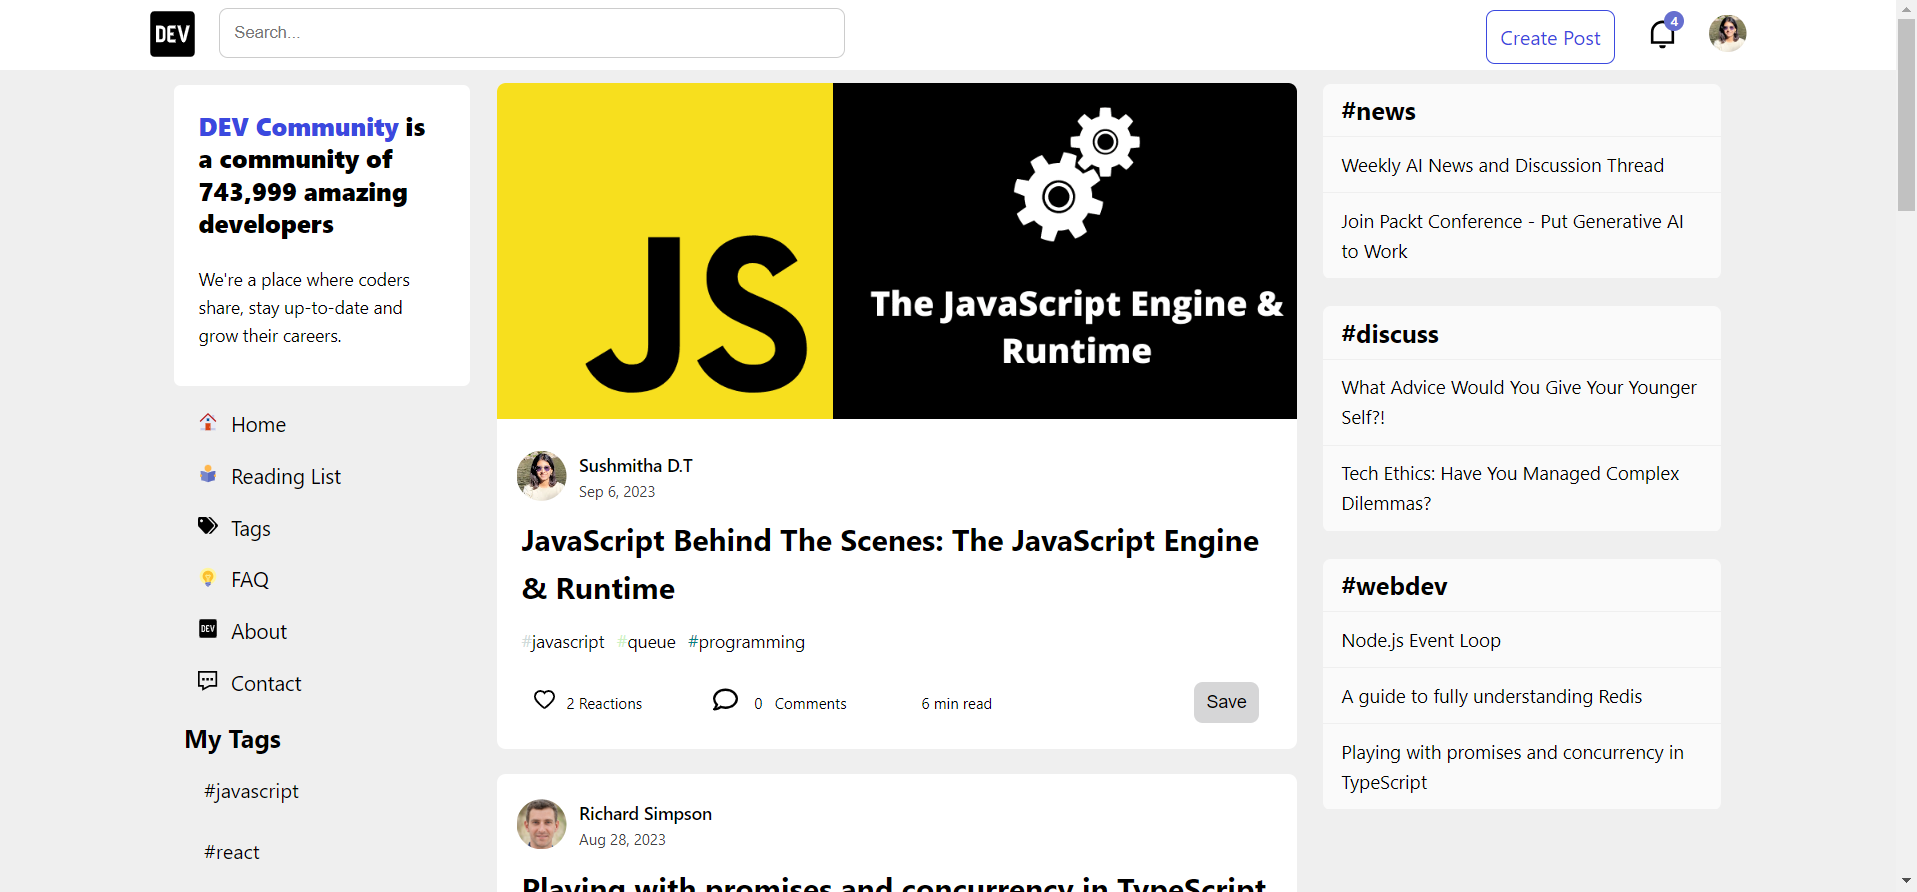 DEV
Search...
Create Post
4
DEV Community is
a community of
743,999 amazing
developers
We're a place where coders
share, stay up-to-date and
grow their careers.
Home
Reading List
Tags
FAQ
DEV About
Contact
My Tags
#javascript
#react
JS
The JavaScript Engine &
Runtime
Sushmitha D.T
Sep 6, 2023
JavaScript Behind The Scenes: The JavaScript Engine
& Runtime
#javascript #queue #programming
2 Reactions 0 Comments 6 min read Save
Richard Simpson
Aug 28, 2023
Playing with promises and concurrency in TypeScript
#news
Weekly AI News and Discussion Thread
Join Packt Conference - Put Generative AI
to Work
#discuss
What Advice Would You Give Your Younger
Self?!
Tech Ethics: Have You Managed Complex
Dilemmas?
#webdev
Node.js Event Loop
A guide to fully understanding Redis
Playing with promises and concurrency in
TypeScript